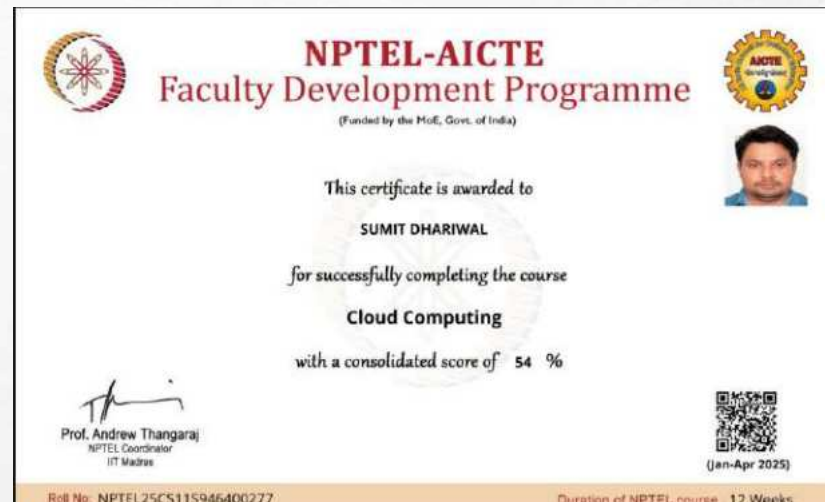 NPTEL-AICTE
Faculty Development Programme
(Funded by the MoE, Govt. of India)
AICTE
This certificate is awarded to
SUMIT DHARIWAL
for successfully completing the course
Cloud Computing
with a consolidated score of 54 %
Prof. Andrew Thangaraj
NPTEL Coordinator
IIT Madras
(Jan-Apr 2025)
Roll No: NPTEL25CS115946400277
Duration of NPTEL course 12 Weeks